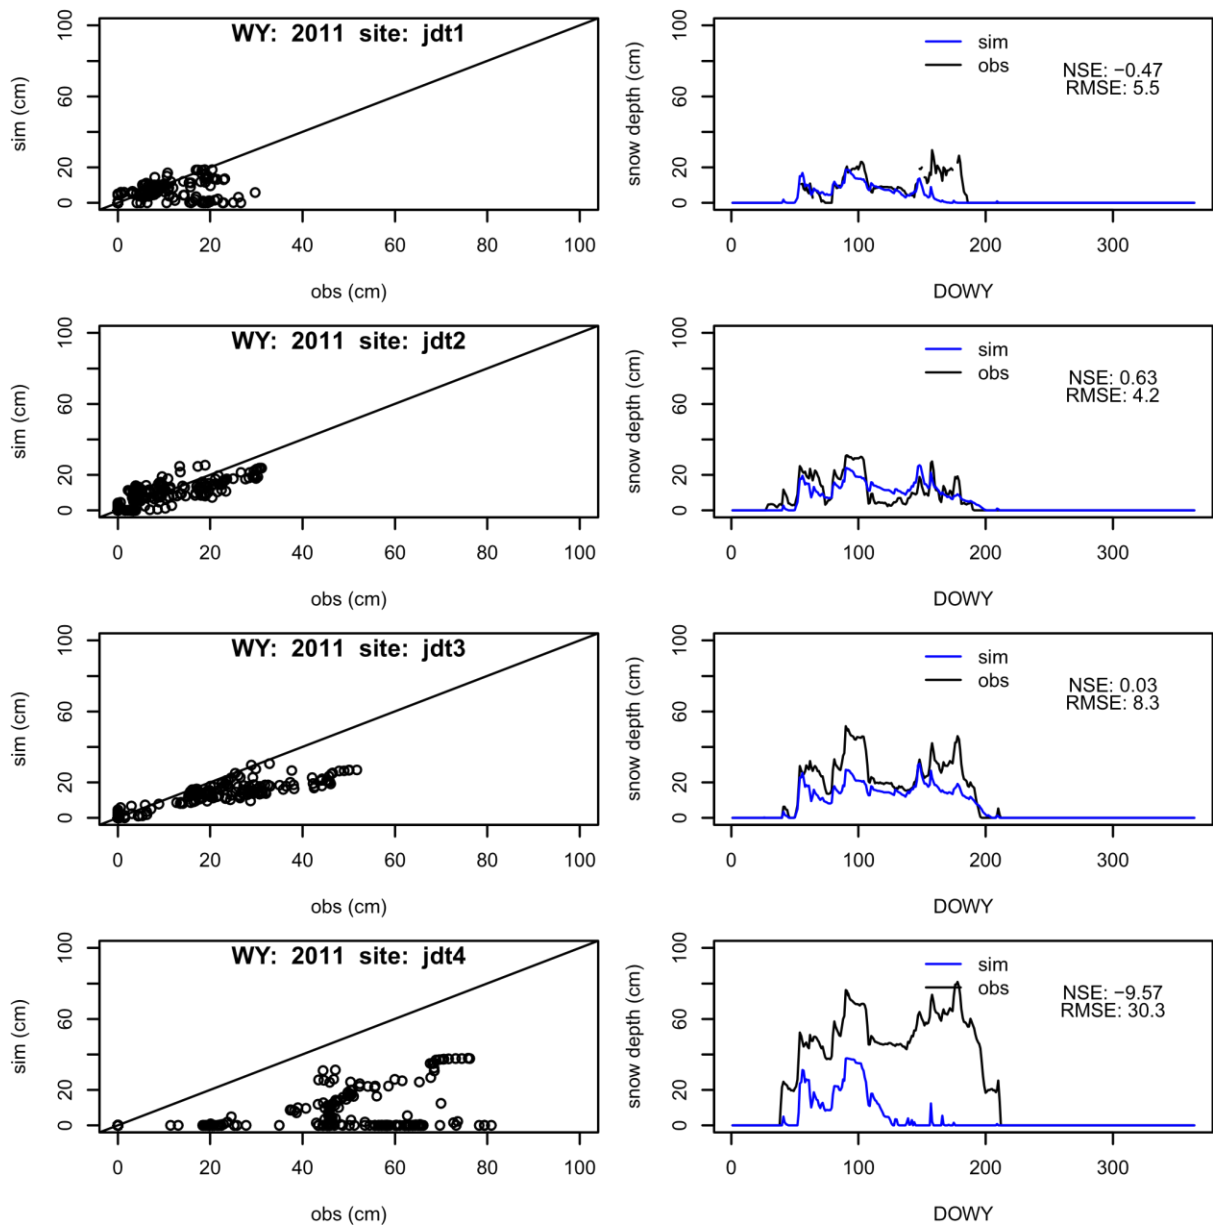 WY: 2011 site: jdt1
sim (cm)
0 20 60 100
0 20 40 60 80 100
obs (cm)
sim
obs
NSE: −0.47
RMSE: 5.5
snow depth (cm)
0 20 60 100
0 100 200 300
DOWY
WY: 2011 site: jdt2
sim (cm)
0 20 60 100
0 20 40 60 80 100
obs (cm)
sim
obs
NSE: 0.63
RMSE: 4.2
snow depth (cm)
0 20 60 100
0 100 200 300
DOWY
WY: 2011 site: jdt3
sim (cm)
0 20 60 100
0 20 40 60 80 100
obs (cm)
sim
obs
NSE: 0.03
RMSE: 8.3
snow depth (cm)
0 20 60 100
0 100 200 300
DOWY
WY: 2011 site: jdt4
sim (cm)
0 20 60 100
0 20 40 60 80 100
obs (cm)
sim
obs
NSE: −9.57
RMSE: 30.3
snow depth (cm)
0 20 60 100
0 100 200 300
DOWY